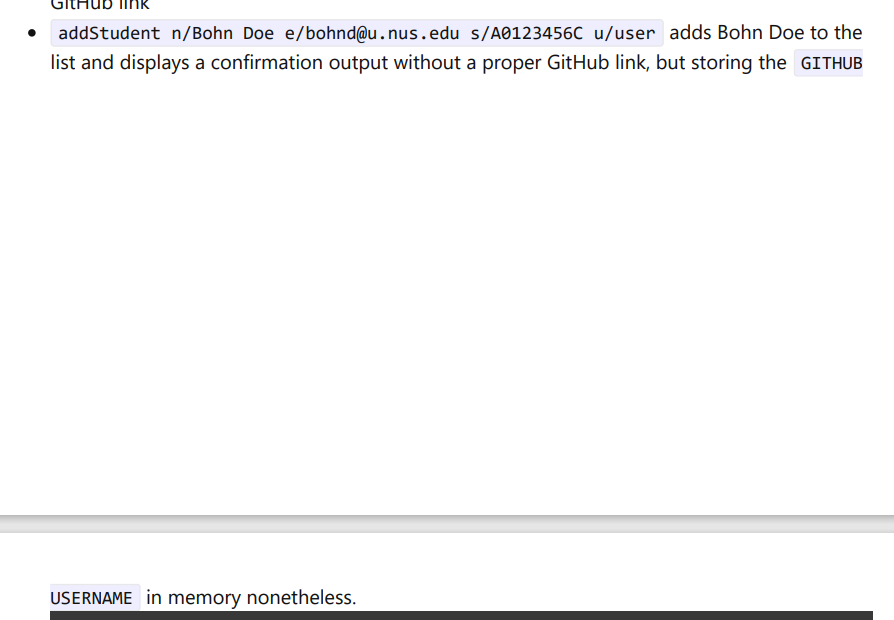 GitHub link
addStudent n/Bohn Doe e/bohnd@u.nus.edu s/A0123456C u/user adds Bohn Doe to the
list and displays a confirmation output without a proper GitHub link, but storing the GITHUB
USERNAME in memory nonetheless.